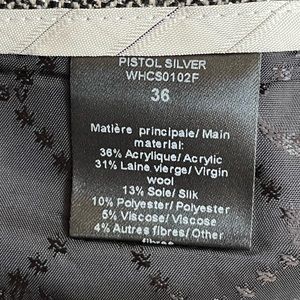 PISTOL SILVER
WHCS0102F
36
Matière principale/ Main
material:
36% Acrylique/ Acrylic
31% Laine vierge/ Virgin
wool
13% Soie/ Silk
10% Polyester/ Polyester
5% Viscose/ Viscose
4% Autres fibres/ Other
fibres